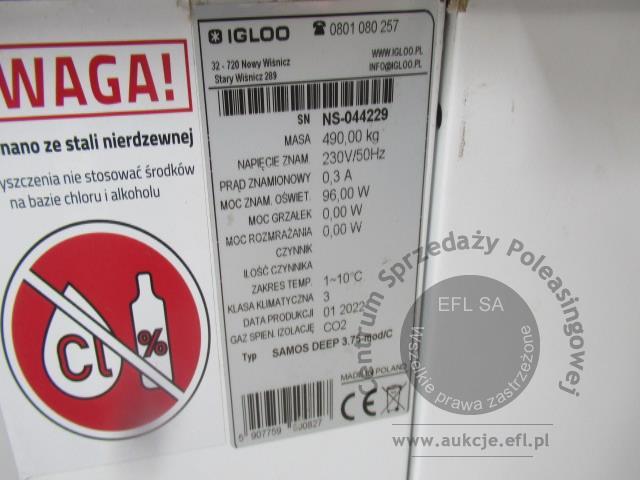 WAGA!
nano ze stali nierdzewnej
yszczenia nie stosować środków
na bazie chloru i alkoholu
Cl
%
IGLOO
0801 080 257
32 - 720 Nowy Wiśnicz
Stary Wiśnicz 289
WWW.IGLOO.PL
INFO@IGLOO.PL
SN NS-044229
MASA 490,00 kg
NAPIĘCIE ZNAM. 230V/50Hz
PRĄD ZNAMIONOWY 0,3 A
MOC ZNAM. OŚWIET. 96,00 W
MOC GRZAŁEK 0,00 W
MOC ROZMRAŻANIA 0,00 W
CZYNNIK
ILOŚĆ CZYNNIKA
ZAKRES TEMP. 1~10°C
KLASA KLIMATYCZNA 3
DATA PRODUKCJI 01 2022
GAZ SPIEN. IZOLACJĘ CO2
Typ SAMOS DEEP 3.75-mod/C
MADE IN POLAND
CE
5 907759
Centrum Sprzedaży Poleasingowej
EFL SA
Wszelkie prawa zastrzeżone
www.aukcje.efl.pl